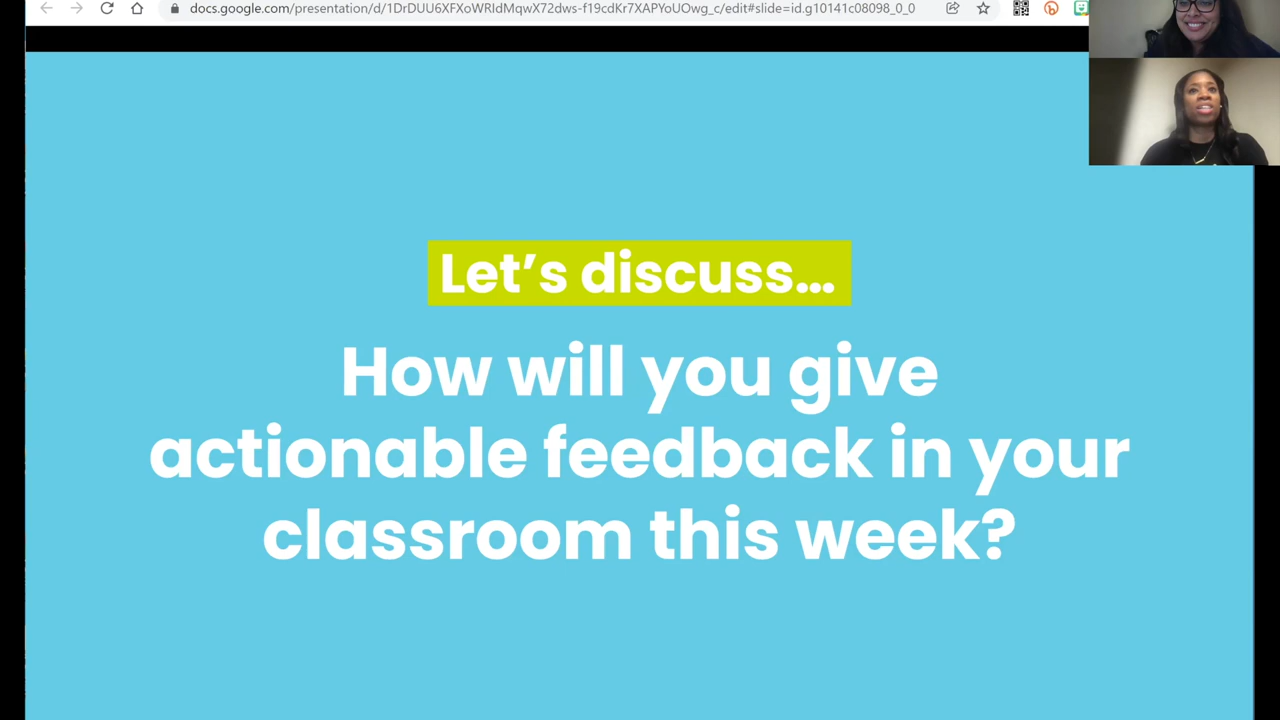 docs.google.com/presentation/d/1DrDUU6XFXoWRIdMqwX72dws-f19cdKr7XAPYoUOwg_c/edit#slide=id.g10141c08098_0_0
Let’s discuss...
How will you give
actionable feedback in your
classroom this week?